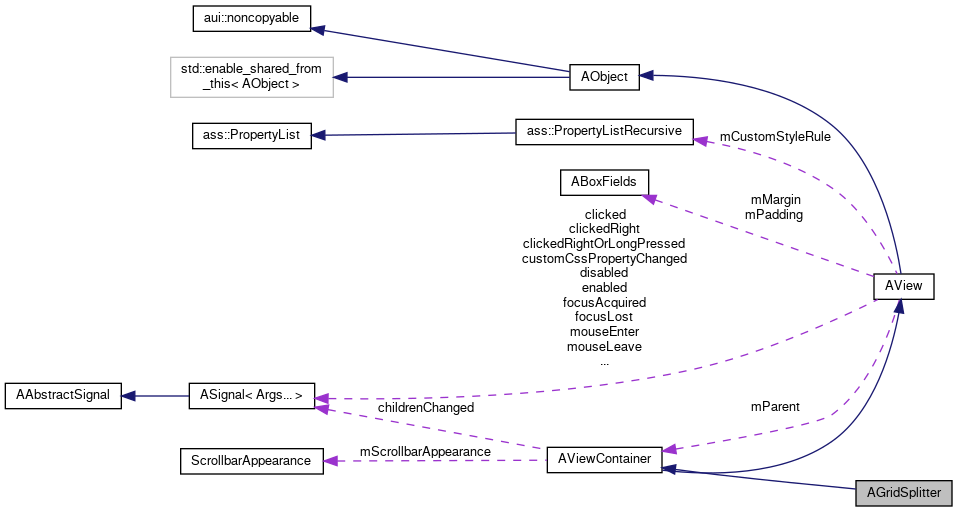 aui::noncopyable
std::enable_shared_from
_this< AObject >
AObject
ass::PropertyList
ass::PropertyListRecursive
mCustomStyleRule
ABoxFields
mMargin
mPadding
clicked
clickedRight
clickedRightOrLongPressed
customCssPropertyChanged
disabled
enabled
focusAcquired
focusLost
mouseEnter
mouseLeave
...
AView
AAbstractSignal
ASignal< Args... >
childrenChanged
mParent
ScrollbarAppearance
mScrollbarAppearance
AViewContainer
AGridSplitter